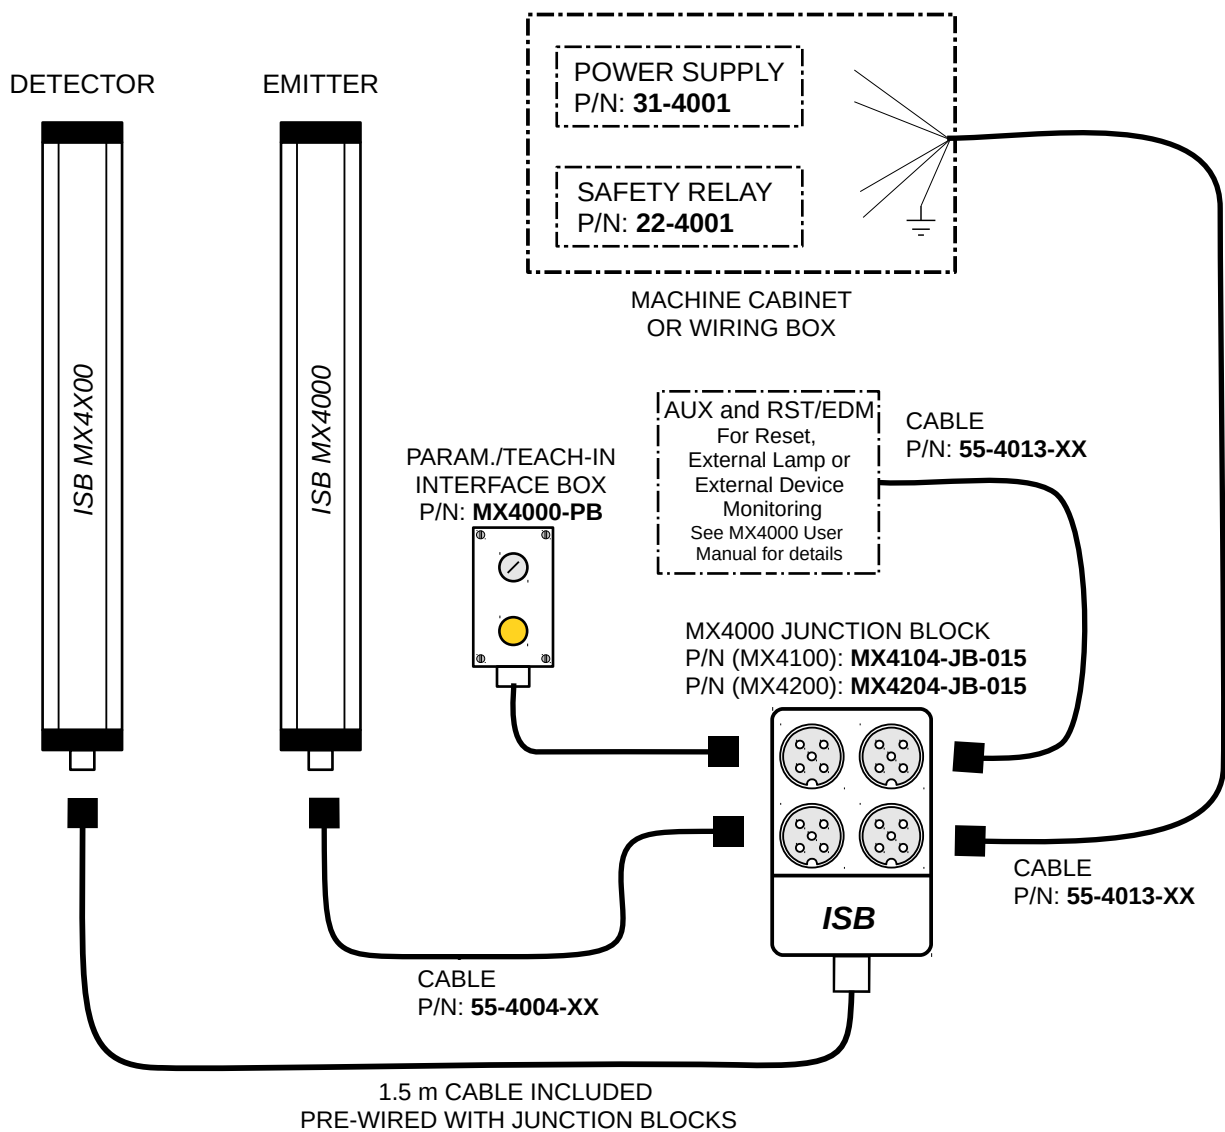 DETECTOR
EMITTER
POWER SUPPLY
P/N: 31-4001
SAFETY RELAY
P/N: 22-4001
MACHINE CABINET
OR WIRING BOX
ISB MX4X00
ISB MX4000
PARAM./TEACH-IN
INTERFACE BOX
P/N: MX4000-PB
AUX and RST/EDM
For Reset,
External Lamp or
External Device
Monitoring
See MX4000 User
Manual for details
CABLE
P/N: 55-4013-XX
MX4000 JUNCTION BLOCK
P/N (MX4100): MX4104-JB-015
P/N (MX4200): MX4204-JB-015
ISB
CABLE
P/N: 55-4013-XX
CABLE
P/N: 55-4004-XX
1.5 m CABLE INCLUDED
PRE-WIRED WITH JUNCTION BLOCKS